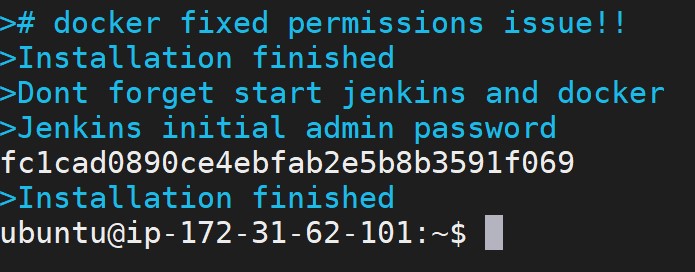 ># docker fixed permissions issue!!
>Installation finished
>Dont forget start jenkins and docker
>Jenkins initial admin password
fc1cad0890ce4ebfab2e5b8b3591f069
>Installation finished
ubuntu@ip-172-31-62-101:~$